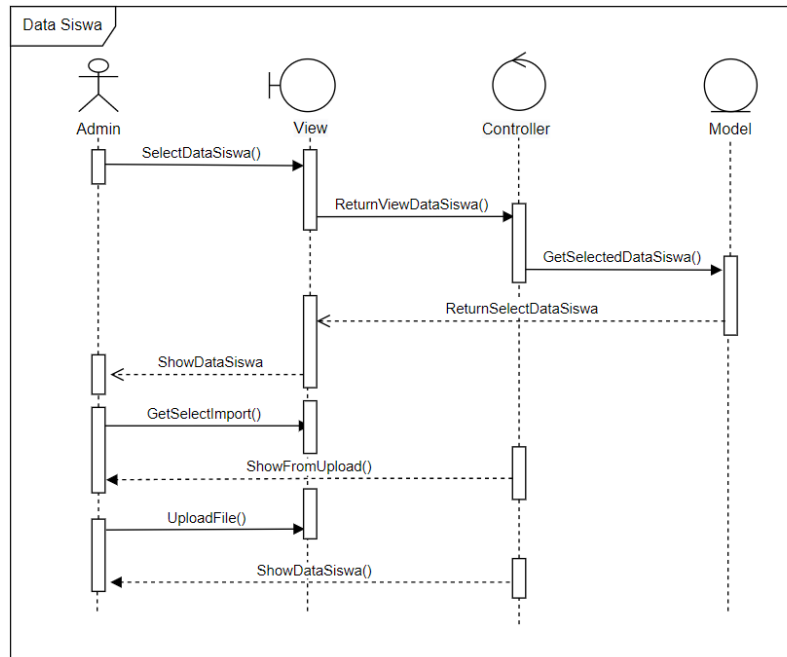 Data Siswa
Admin
View
Controller
Model
SelectDataSiswa()
ReturnViewDataSiswa()
GetSelectedDataSiswa()
ReturnSelectDataSiswa
ShowDataSiswa
GetSelectImport()
ShowFromUpload()
UploadFile()
ShowDataSiswa()